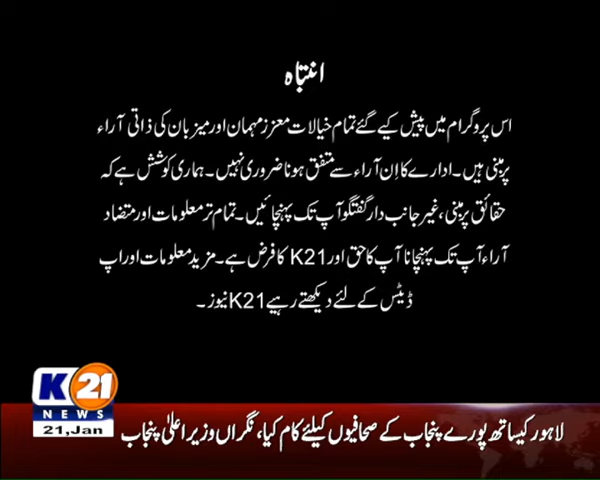 انتباہ
اس پروگرام میں پیش کیے گئے تمام خیالات معزز مہمان اور میزبان کی ذاتی آراء
پر مبنی ہیں۔ ادارے کا اِن آراء سے متفق ہونا ضروری نہیں۔ ہماری کوشش ہے کہ
حقائق پر مبنی، غیر جانب دار گفتگو آپ تک پہنچائیں۔ تمام تر معلومات اور متضاد
آراء آپ تک پہنچانا آپ کا حق اور K21 کا فرض ہے۔ مزید معلومات اور اپ
ڈیٹس کے لئے دیکھتے رہیے K21 نیوز۔
K21
NEWS
21,Jan
لاہور کیساتھ پورے پنجاب کے صحافیوں کیلئے کام کیا، نگراں وزیر اعلیٰ پنجاب